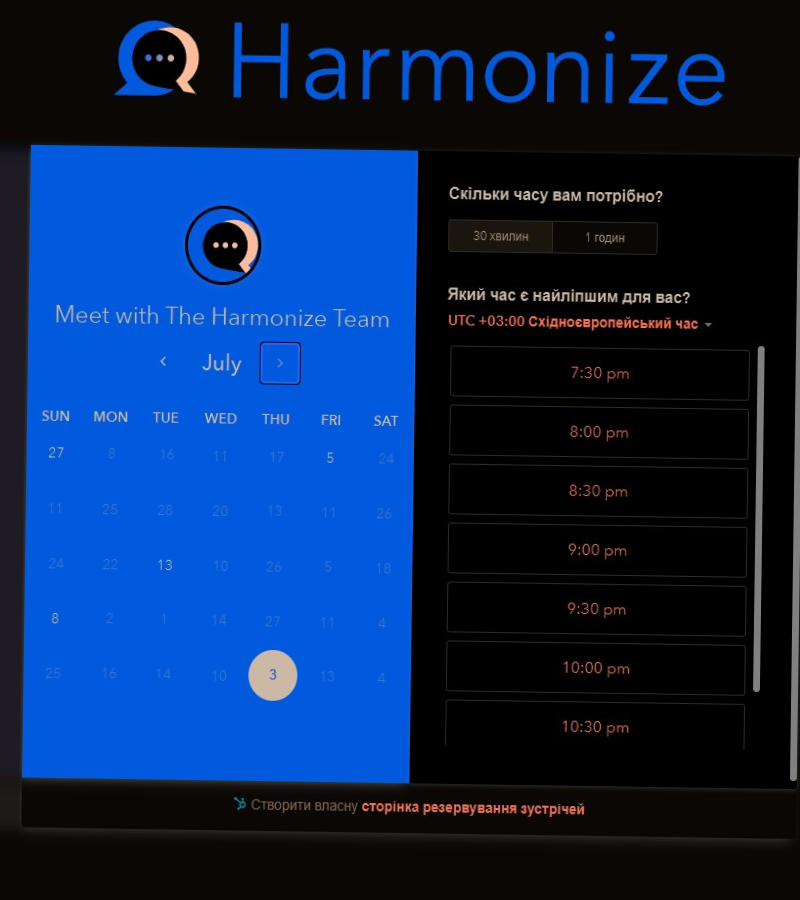 Harmonize
Meet with The Harmonize Team
July
SUN MON TUE WED THU FRI SAT
27 8 16 11 17 5 24
11 25 28 20 13 11 26
24 22 13 10 26 5 18
8 2 1 14 27 11 4
25 16 14 10 3 13 4
Скільки часу вам потрібно?
30 хвилин 1 годин
Який час є найліпшим для вас?
UTC +03:00 Східноєвропейський час
7:30 pm
8:00 pm
8:30 pm
9:00 pm
9:30 pm
10:00 pm
10:30 pm
Створити власну сторінка резервування зустрічей